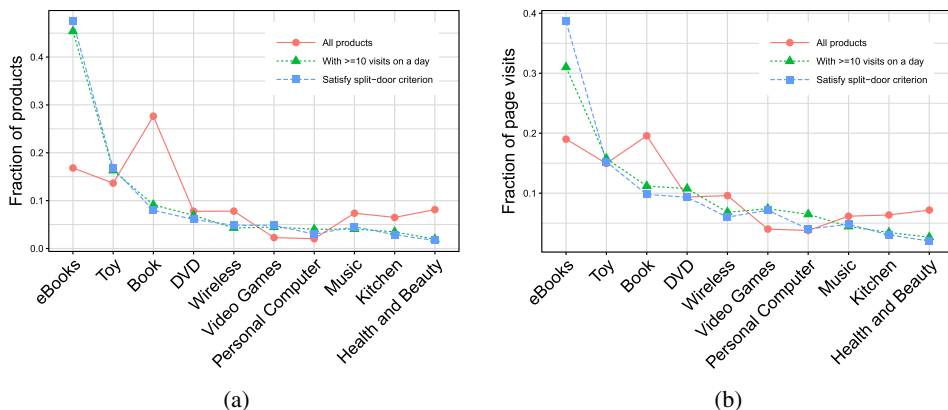 Fraction of products
0.4
0.3
0.2
0.1
0.0
All products
With >=10 visits on a day
Satisfy split-door criterion
eBooks
Toy
Book
DVD
Wireless
Video Games
Personal Computer
Music
Kitchen
Health and Beauty
(a)
Fraction of page visits
0.4
0.3
0.2
0.1
All products
With >=10 visits on a day
Satisfy split-door criterion
eBooks
Toy
Book
DVD
Wireless
Video Games
Personal Computer
Music
Kitchen
Health and Beauty
(b)